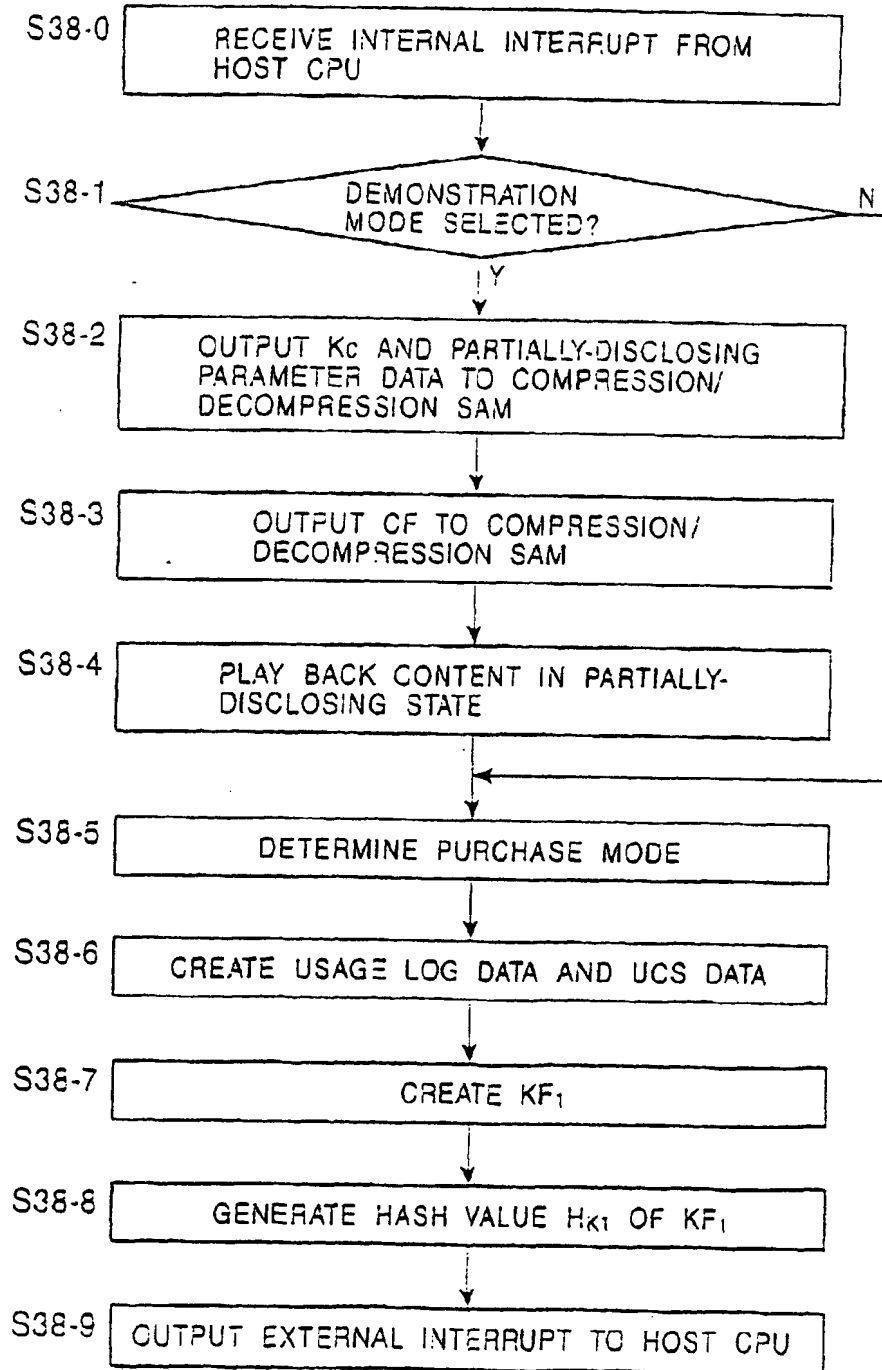 S38-0
RECEIVE INTERNAL INTERRUPT FROM
HOST CPU
S38-1
DEMONSTRATION
MODE SELECTED?
N
Y
S38-2
OUTPUT Kc AND PARTIALLY-DISCLOSING
PARAMETER DATA TO COMPRESSION/
DECOMPRESSION SAM
S38-3
OUTPUT CF TO COMPRESSION/
DECOMPRESSION SAM
S38-4
PLAY BACK CONTENT IN PARTIALLY-
DISCLOSING STATE
S38-5
DETERMINE PURCHASE MODE
S38-6
CREATE USAGE LOG DATA AND UCS DATA
S38-7
CREATE KF₁
S38-8
GENERATE HASH VALUE HK1 OF KF₁
S38-9
OUTPUT EXTERNAL INTERRUPT TO HOST CPU